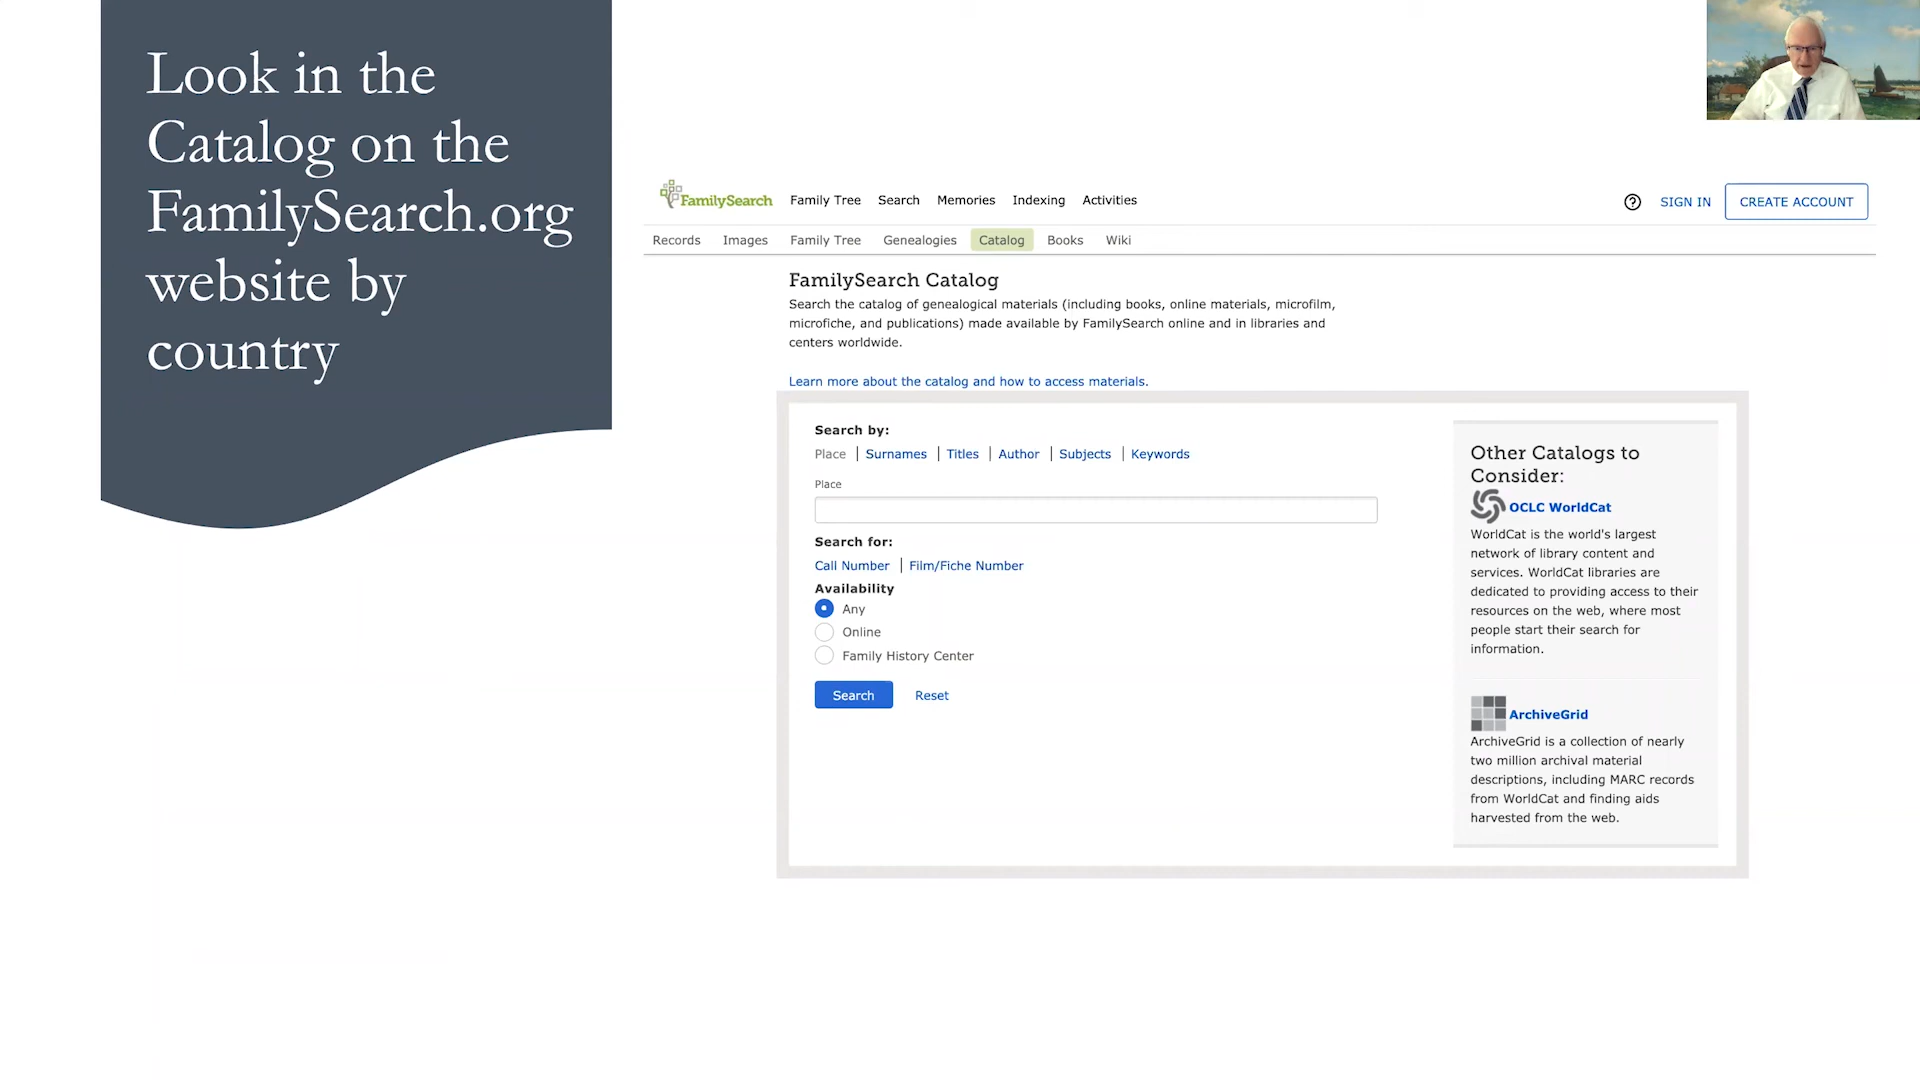 Look in the
Catalog on the
FamilySearch.org
website by
country
FamilySearch Family Tree Search Memories Indexing Activities
SIGN IN CREATE ACCOUNT
Records Images Family Tree Genealogies Catalog Books Wiki
FamilySearch Catalog
Search the catalog of genealogical materials (including books, online materials, microfilm,
microfiche, and publications) made available by FamilySearch online and in libraries and
centers worldwide.
Learn more about the catalog and how to access materials.
Search by:
Place | Surnames | Titles | Author | Subjects | Keywords
Place
Search for:
Call Number | Film/Fiche Number
Availability
Any
Online
Family History Center
Search Reset
Other Catalogs to
Consider:
OCLC WorldCat
WorldCat is the world's largest
network of library content and
services. WorldCat libraries are
dedicated to providing access to their
resources on the web, where most
people start their search for
information.
ArchiveGrid
ArchiveGrid is a collection of nearly
two million archival material
descriptions, including MARC records
from WorldCat and finding aids
harvested from the web.